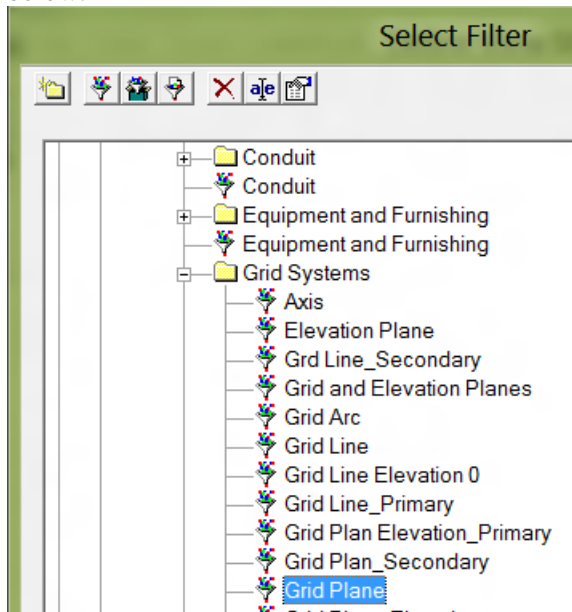 Select Filter
a|e
Conduit
Conduit
Equipment and Furnishing
Equipment and Furnishing
Grid Systems
Axis
Elevation Plane
Grd Line_Secondary
Grid and Elevation Planes
Grid Arc
Grid Line
Grid Line Elevation 0
Grid Line_Primary
Grid Plan Elevation_Primary
Grid Plan_Secondary
Grid Plane